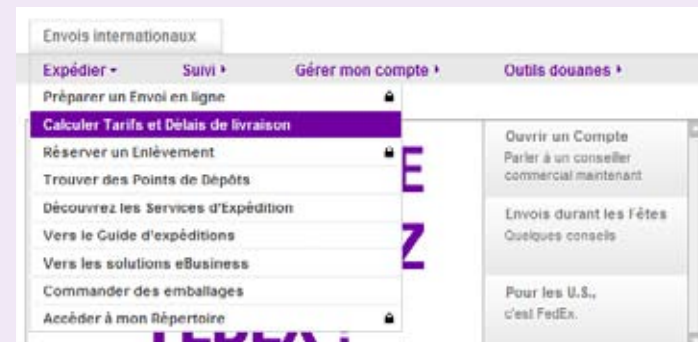 Envois internationaux
Expédier Suivi Gérer mon compte Outils douanes
Préparer un Envoi en ligne
Calculer Tarifs et Délais de livraison
Réserver un Enlèvement
Trouver des Points de Dépôts
Découvrez les Services d'Expédition
Vers le Guide d'expéditions
Vers les solutions eBusiness
Commander des emballages
Accéder à mon Répertoire
E
Z
FEDEX !
Ouvrir un Compte
Parler à un conseiller
commercial maintenant
Envois durant les Fêtes
Quelques conseils
Pour les U.S.,
c'est FedEx.